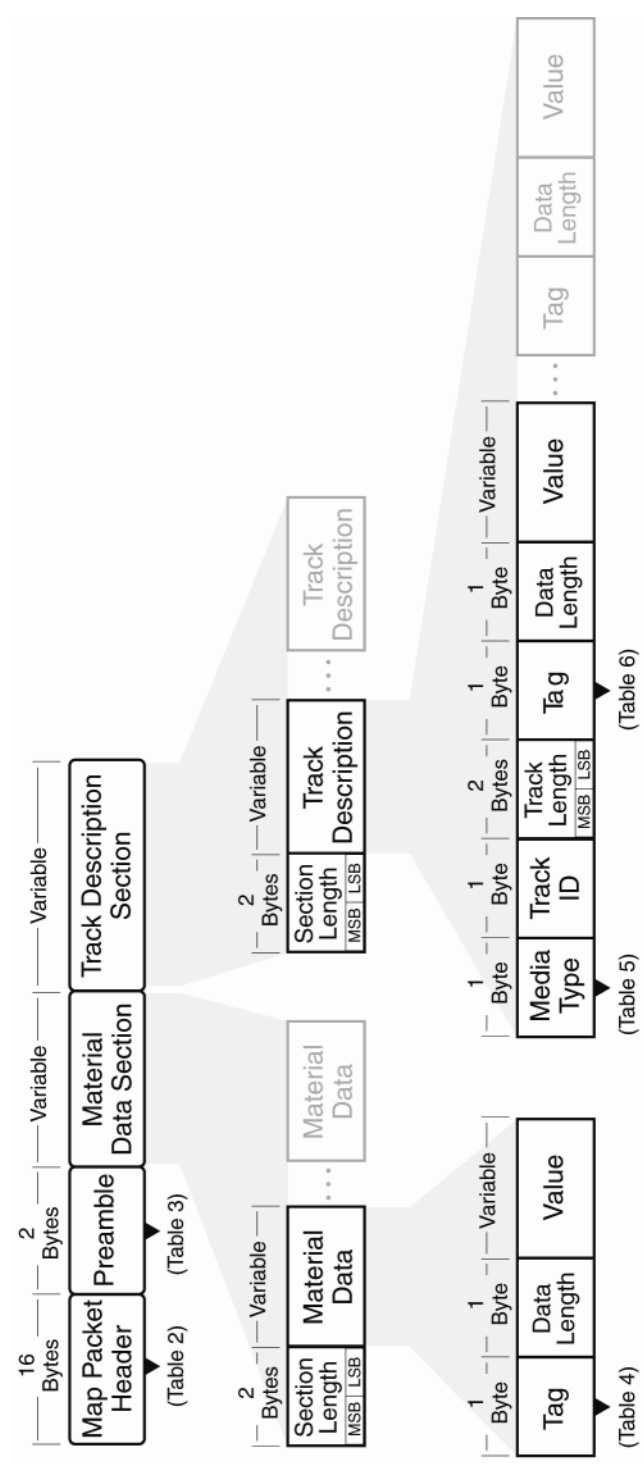 16
Bytes
2
Bytes
Variable
Variable
Map Packet
Header
Preamble
Material
Data Section
Track Description
Section
(Table 2)
(Table 3)
2
Bytes
Variable
Section
Length
MSB LSB
Material
Data
...
Material
Data
2
Bytes
Variable
Section
Length
MSB LSB
Track
Description
...
Track
Description
1
Byte
1
Byte
Variable
Tag
Data
Length
Value
(Table 4)
1
Byte
1
Byte
2
Bytes
1
Byte
1
Byte
Variable
Media
Type
Track
ID
Track
Length
MSB LSB
Tag
Data
Length
Value
...
Tag
Data
Length
Value
(Table 5)
(Table 6)